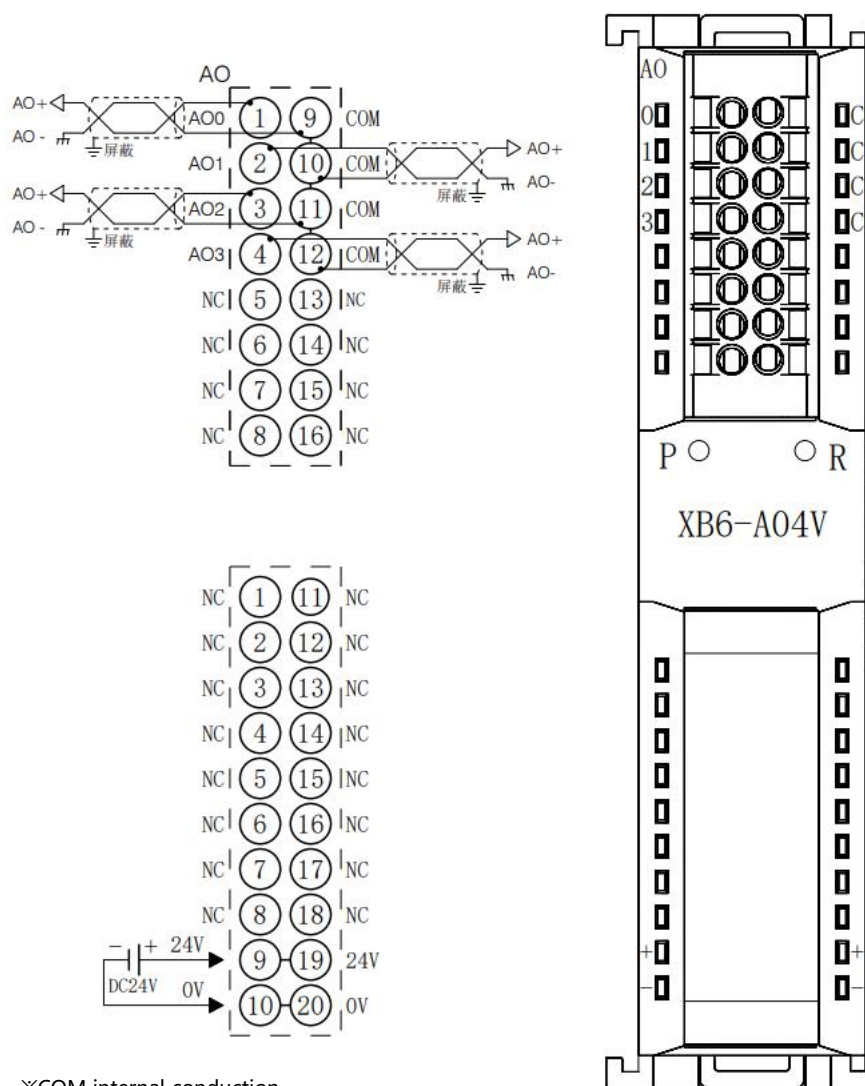 AO
AO+ AO0 1 9 COM
AO- 屏蔽
AO1 2 10 COM AO+
屏蔽 AO-
AO+ AO2 3 11 COM
AO- 屏蔽
AO3 4 12 COM AO+
屏蔽 AO-
NC 5 13 NC
NC 6 14 NC
NC 7 15 NC
NC 8 16 NC
NC 1 11 NC
NC 2 12 NC
NC 3 13 NC
NC 4 14 NC
NC 5 15 NC
NC 6 16 NC
NC 7 17 NC
NC 8 18 NC
- + 24V 9 19 24V
DC24V 0V 10 20 0V
※COM internal conduction
AO
0 C
1 C
2 C
3 C
P R
XB6-A04V
+ +
- -